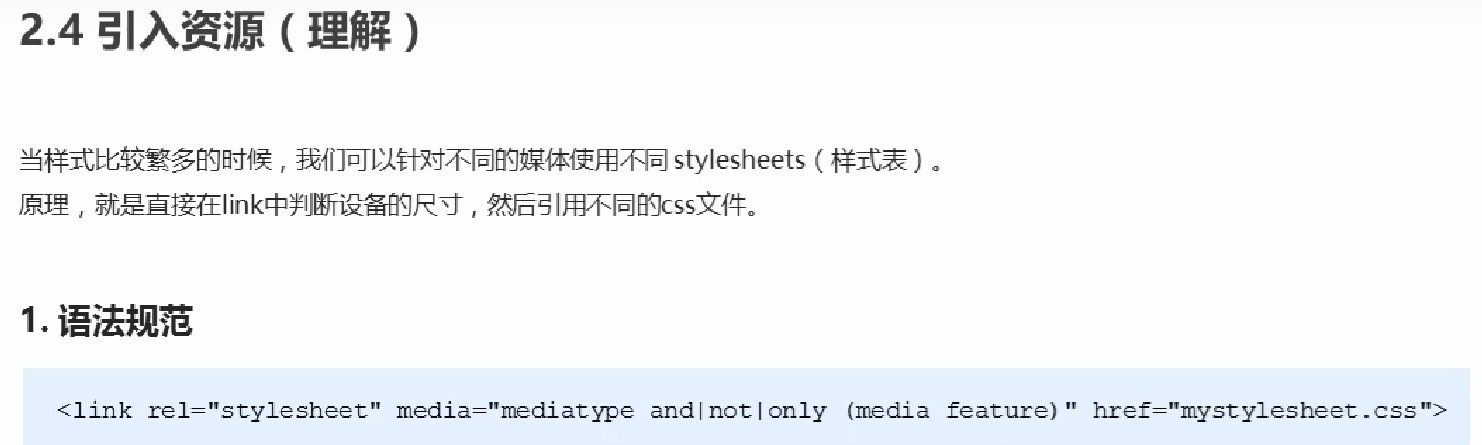 2.4 引入资源（理解）
当样式比较繁多的时候，我们可以针对不同的媒体使用不同 stylesheets（样式表）。
原理，就是直接在link中判断设备的尺寸，然后引用不同的css文件。
1. 语法规范
<link rel="stylesheet" media="mediatype and|not|only (media feature)" href="mystylesheet.css">